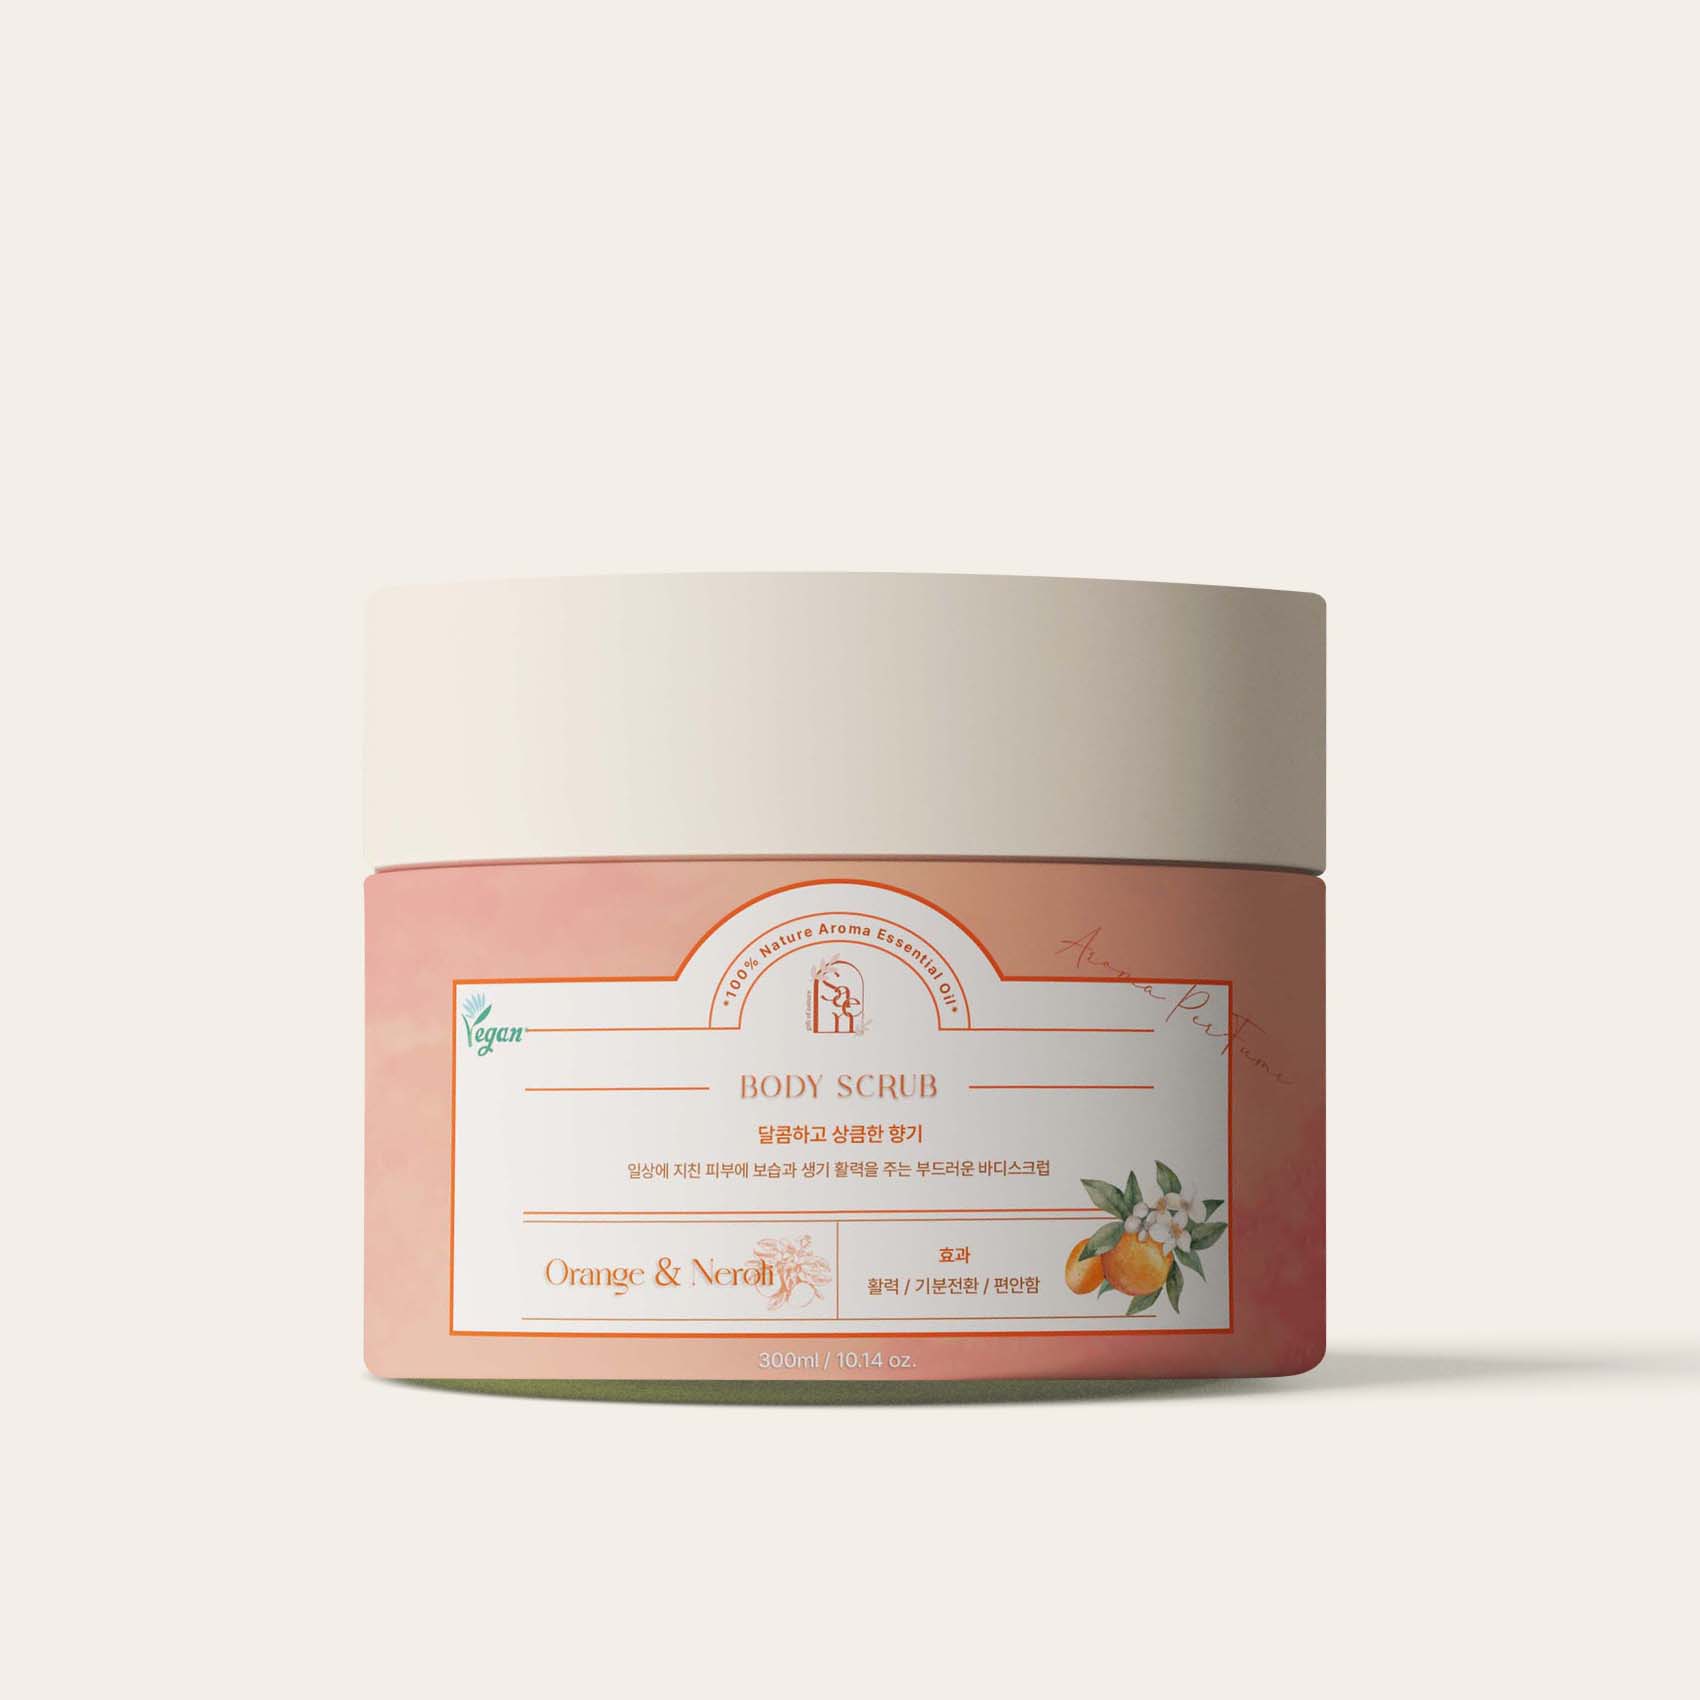 *100% Nature Aroma Essential Oil*
gift of nature
Vegan
Aroma Perfume
BODY SCRUB
달콤하고 상큼한 향기
일상에 지친 피부에 보습과 생기 활력을 주는 부드러운 바디스크럽
Orange & Neroli
효과
활력 / 기분전환 / 편안함
300ml / 10.14 oz.